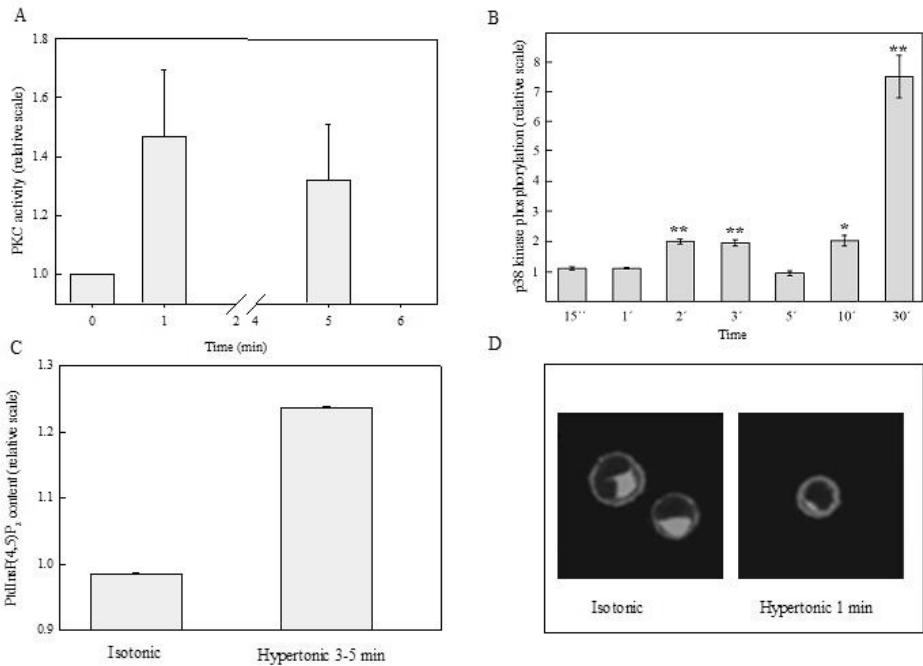 A
PKC activity (relative scale)
1.8
1.6
1.4
1.2
1.0
0 1 2 4 5 6
Time (min)
B
p38 kinase phosphorylation (relative scale)
8
7
6
5
4
3
2
1
** ** * **
15´´ 1´ 2´ 3´ 5´ 10´ 30´
Time
C
PtdInsP(4,5)P₂ content (relative scale)
1.3
1.2
1.1
1.0
0.9
Isotonic Hypertonic 3-5 min
D
Isotonic Hypertonic 1 min